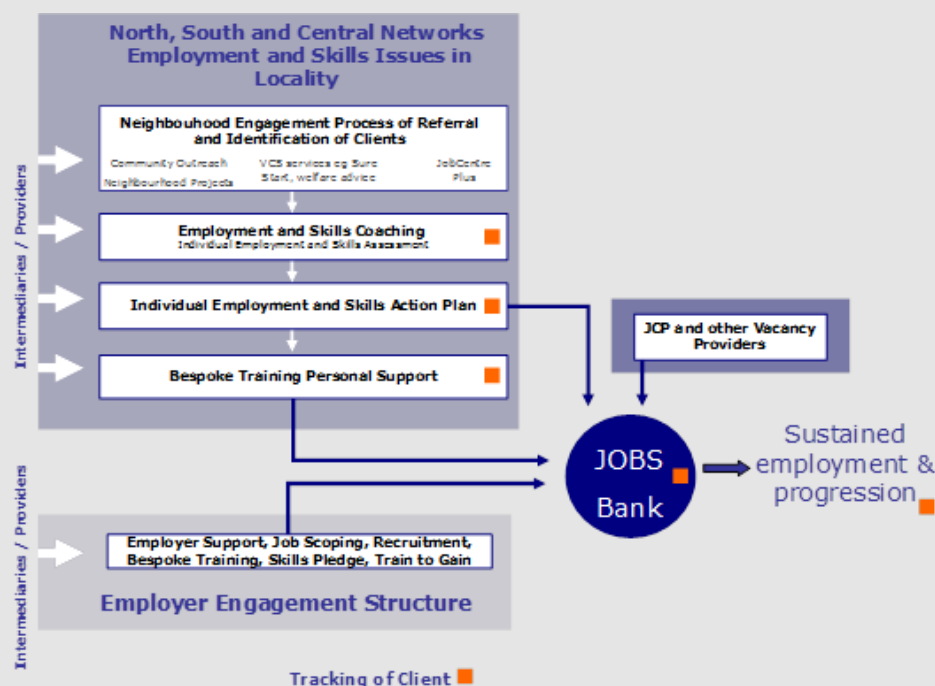 North, South and Central Networks
Employment and Skills Issues in
Locality
Neighbouhood Engagement Process of Referral
and Identification of Clients
Community Outreach
Neighbourhood Projects
VCS services eg Sure
Start, welfare advice
JobCentre
Plus
Employment and Skills Coaching
Individual Employment and Skills Assessment
Individual Employment and Skills Action Plan
Bespoke Training Personal Support
Intermediaries / Providers
JCP and other Vacancy
Providers
JOBS
Bank
Sustained
employment &
progression
Intermediaries / Providers
Employer Support, Job Scoping, Recruitment,
Bespoke Training, Skills Pledge, Train to Gain
Employer Engagement Structure
Tracking of Client